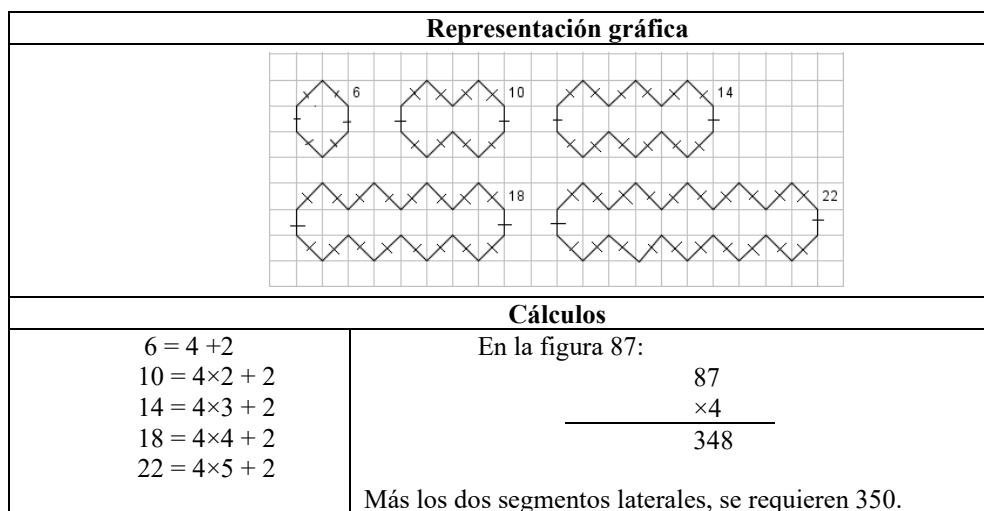 Representación gráfica
6
10
14
18
22
Cálculos
6 = 4 +2
10 = 4×2 + 2
14 = 4×3 + 2
18 = 4×4 + 2
22 = 4×5 + 2
En la figura 87:
87
×4
348
Más los dos segmentos laterales, se requieren 350.